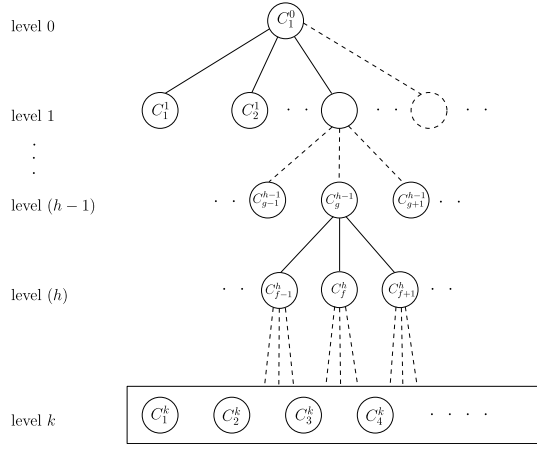 level 0 $C_1^0$
level 1 $C_1^1$ $C_2^1$ · · · · · ·
·
·
·
level $(h-1)$ · · $C_{g-1}^{h-1}$ $C_g^{h-1}$ $C_{g+1}^{h-1}$ · ·
level $(h)$ · · $C_{f-1}^h$ $C_f^h$ $C_{f+1}^h$ · ·
level $k$ $C_1^k$ $C_2^k$ $C_3^k$ $C_4^k$ · · · ·